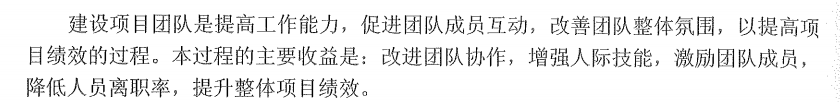 建设项目团队是提高工作能力，促进团队成员互动，改善团队整体氛围，以提高项
目绩效的过程。本过程的主要收益是：改进团队协作，增强人际技能，激励团队成员，
降低人员离职率，提升整体项目绩效。